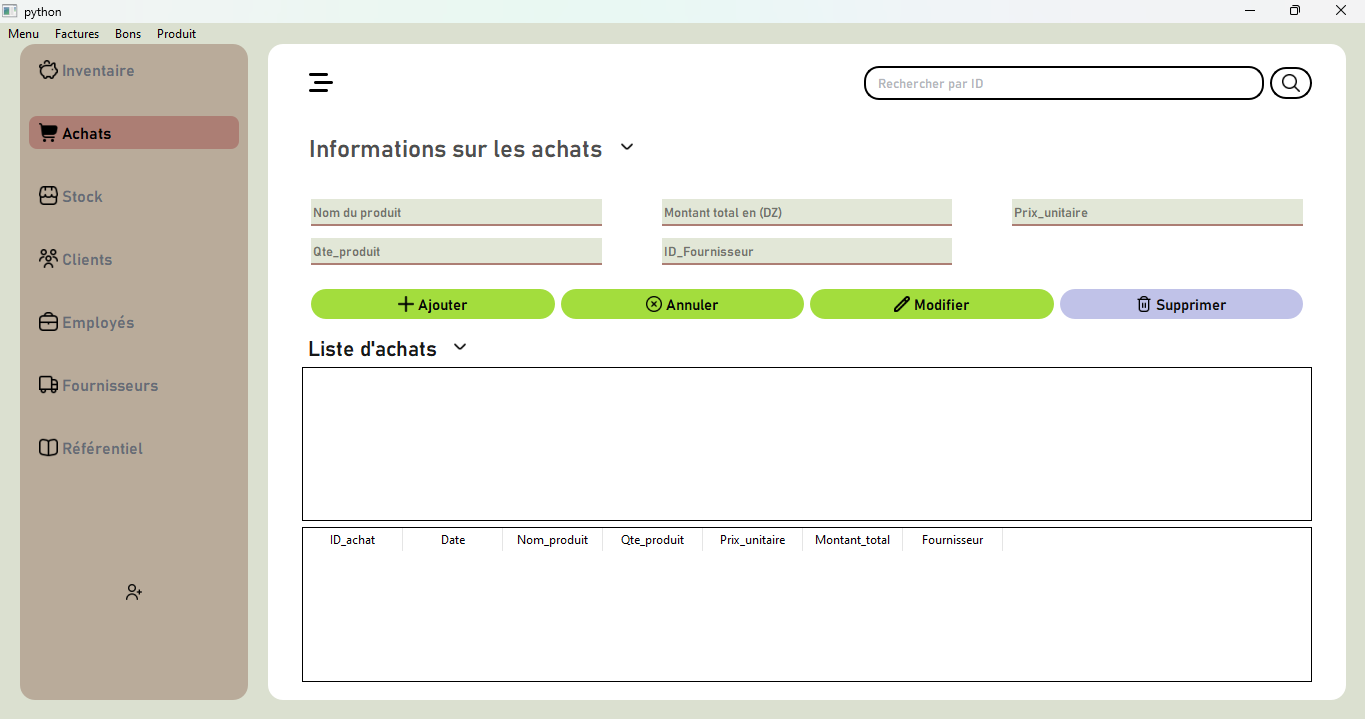 python
Menu Factures Bons Produit
Inventaire
Achats
Stock
Clients
Employés
Fournisseurs
Référentiel
Rechercher par ID
Informations sur les achats
Nom du produit Montant total en (DZ) Prix_unitaire
Qte_produit ID_Fournisseur
Ajouter Annuler Modifier Supprimer
Liste d'achats
ID_achat Date Nom_produit Qte_produit Prix_unitaire Montant_total Fournisseur